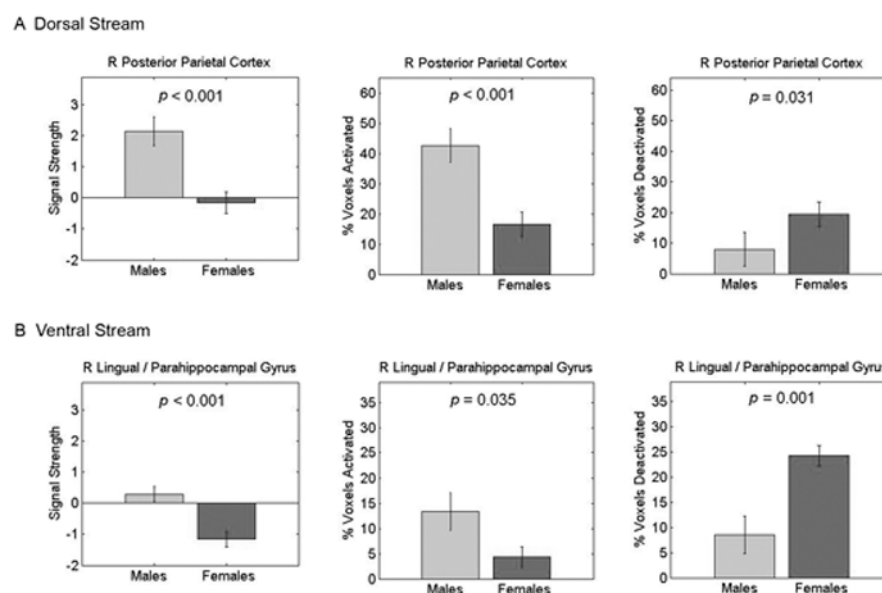 A Dorsal Stream
R Posterior Parietal Cortex
p < 0.001
Signal Strength
3
2
1
0
-1
-2
Males Females
R Posterior Parietal Cortex
p < 0.001
% Voxels Activated
60
50
40
30
20
10
0
Males Females
R Posterior Parietal Cortex
p = 0.031
% Voxels Deactivated
60
50
40
30
20
10
0
Males Females
B Ventral Stream
R Lingual / Parahippocampal Gyrus
p < 0.001
Signal Strength
3
2
1
0
-1
-2
Males Females
R Lingual / Parahippocampal Gyrus
p = 0.035
% Voxels Activated
35
30
25
20
15
10
5
0
Males Females
R Lingual / Parahippocampal Gyrus
p = 0.001
% Voxels Deactivated
35
30
25
20
15
10
5
0
Males Females